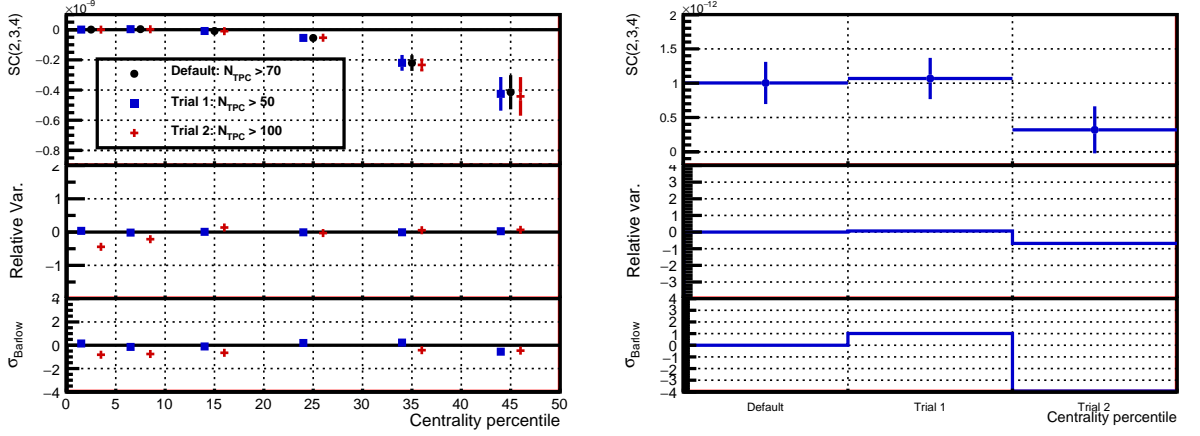 ×10⁻⁹
SC(2,3,4)
0
−0.2
−0.4
−0.6
−0.8
Default: N_TPC > 70
Trial 1: N_TPC > 50
Trial 2: N_TPC > 100
Relative Var.
2
1
0
−1
σ_Barlow
4
2
0
−2
−4
0 5 10 15 20 25 30 35 40 45 50
Centrality percentile
×10⁻¹²
SC(2,3,4)
2
1.5
1
0.5
0
Relative var.
4
3
2
1
0
−1
−2
−3
σ_Barlow
3
2
1
0
−1
−2
−3
−4
Default Trial 1 Trial 2
Centrality percentile